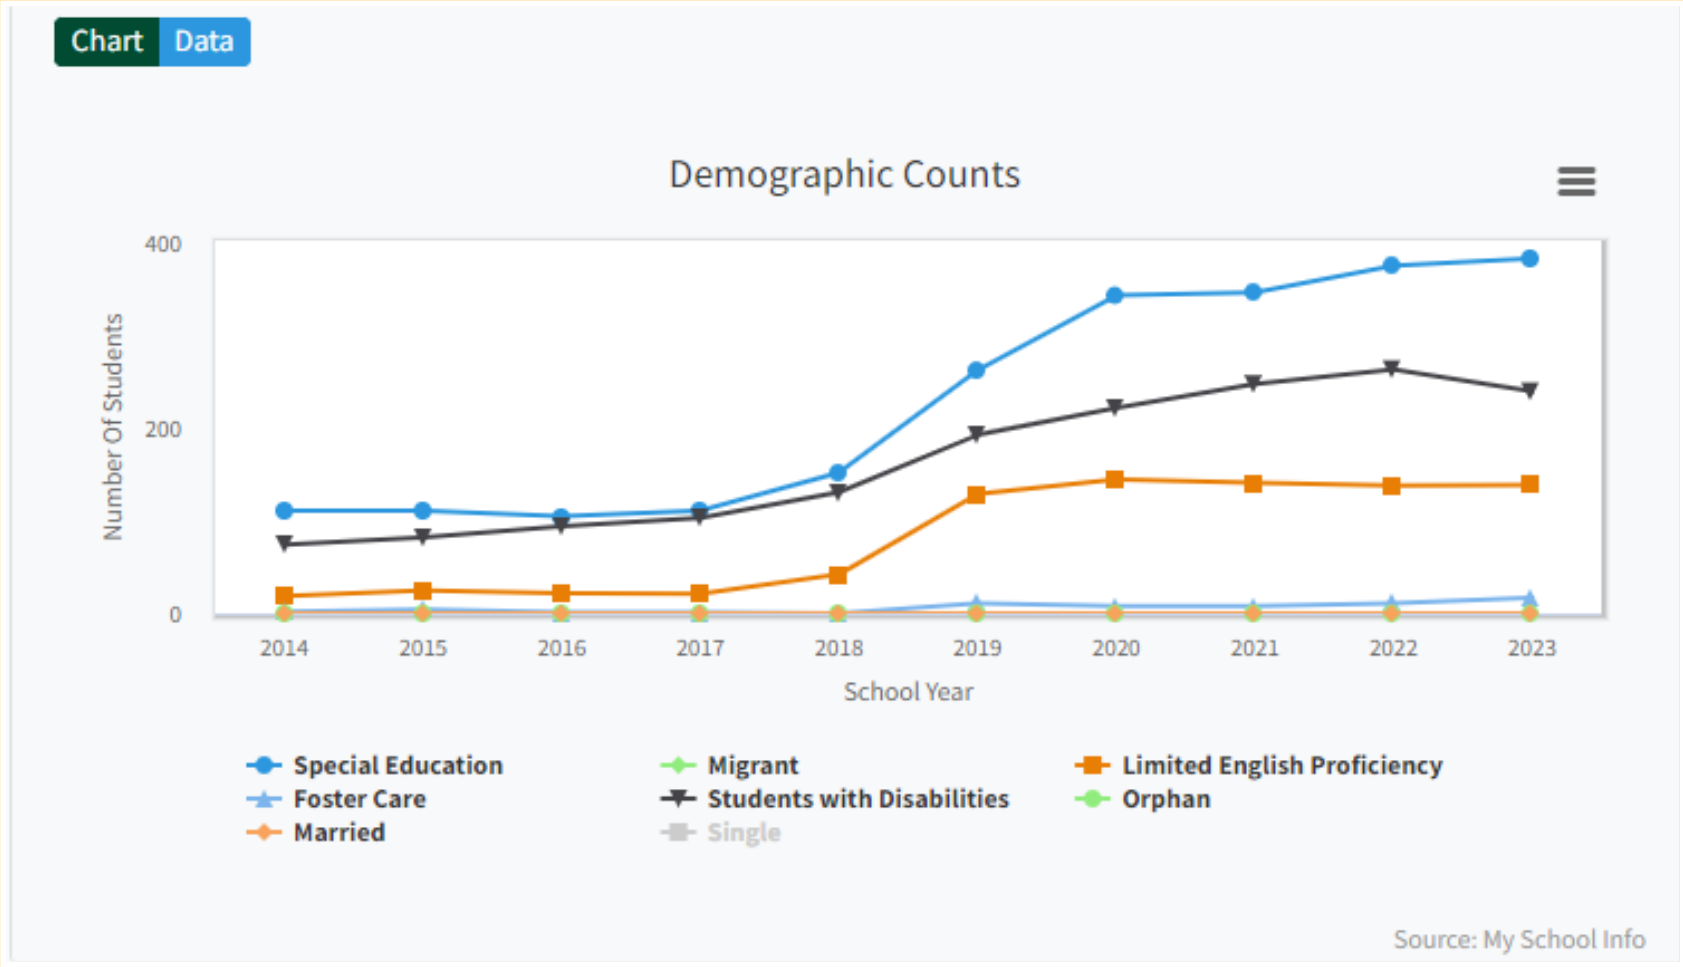 Chart Data
Demographic Counts
400
200
0
Number Of Students
2014 2015 2016 2017 2018 2019 2020 2021 2022 2023
School Year
Special Education Migrant Limited English Proficiency
Foster Care Students with Disabilities Orphan
Married Single
Source: My School Info